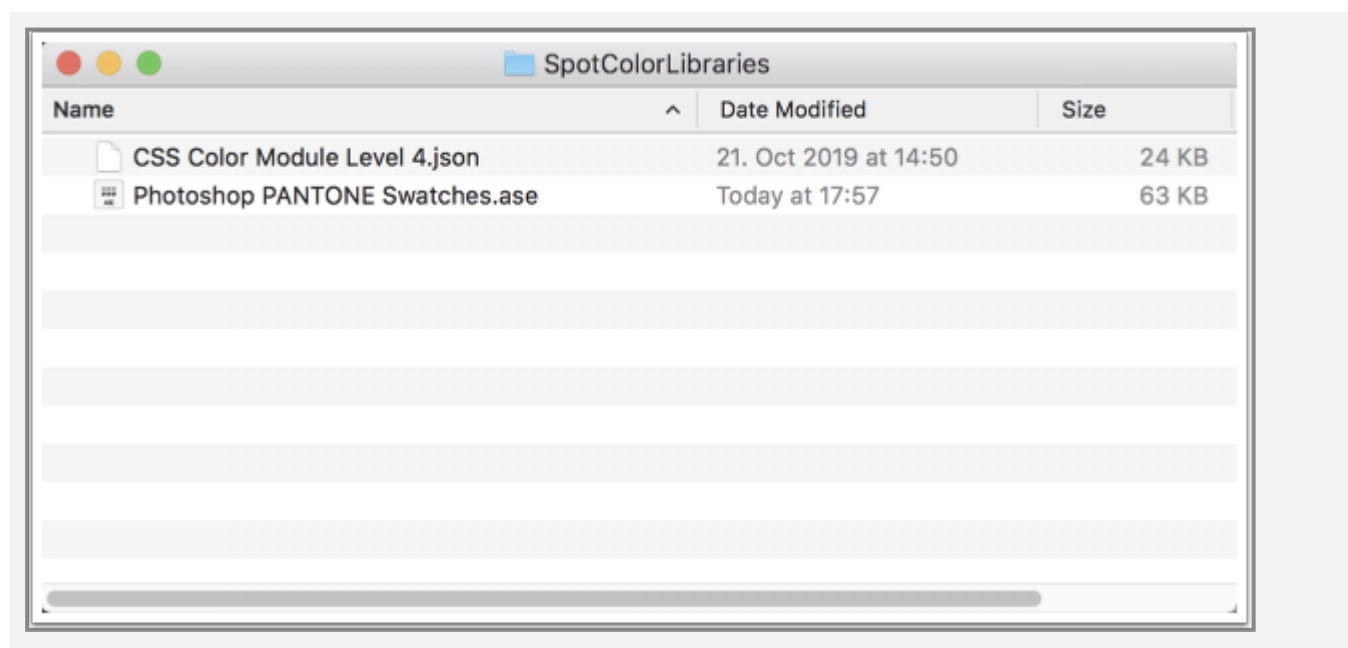 SpotColorLibraries
Name Date Modified Size
CSS Color Module Level 4.json 21. Oct 2019 at 14:50 24 KB
Photoshop PANTONE Swatches.ase Today at 17:57 63 KB